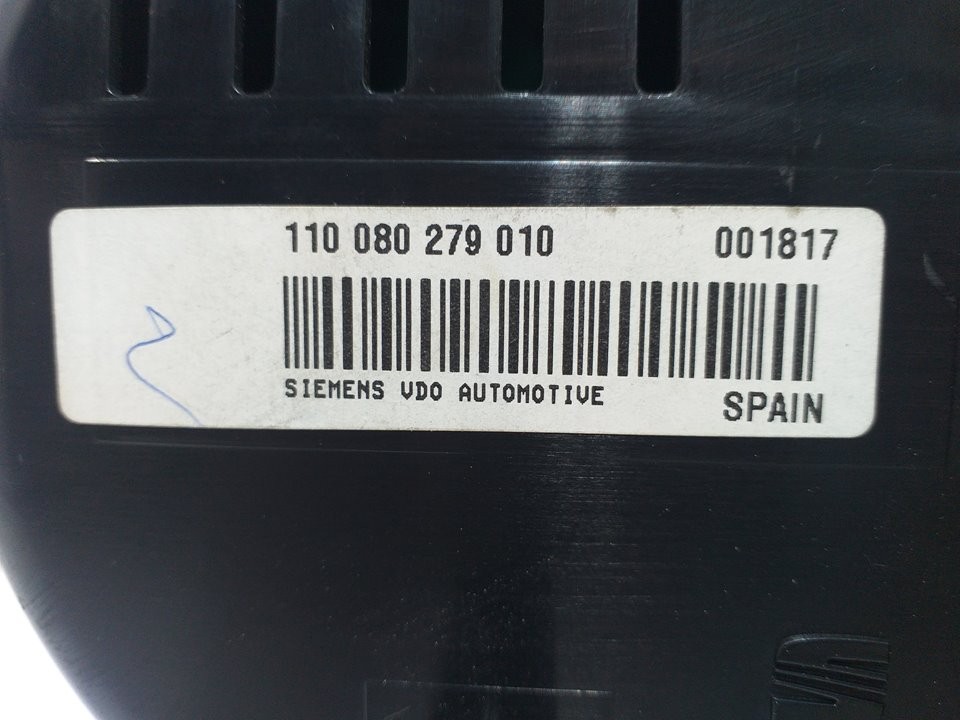 110 080 279 010 001817
SIEMENS VDO AUTOMOTIVE
SPAIN